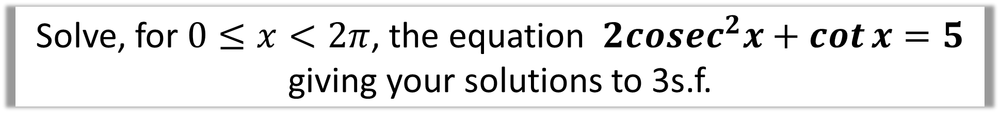 Solve, for 0 ≤ x < 2π, the equation 2cosec²x + cot x = 5
giving your solutions to 3s.f.